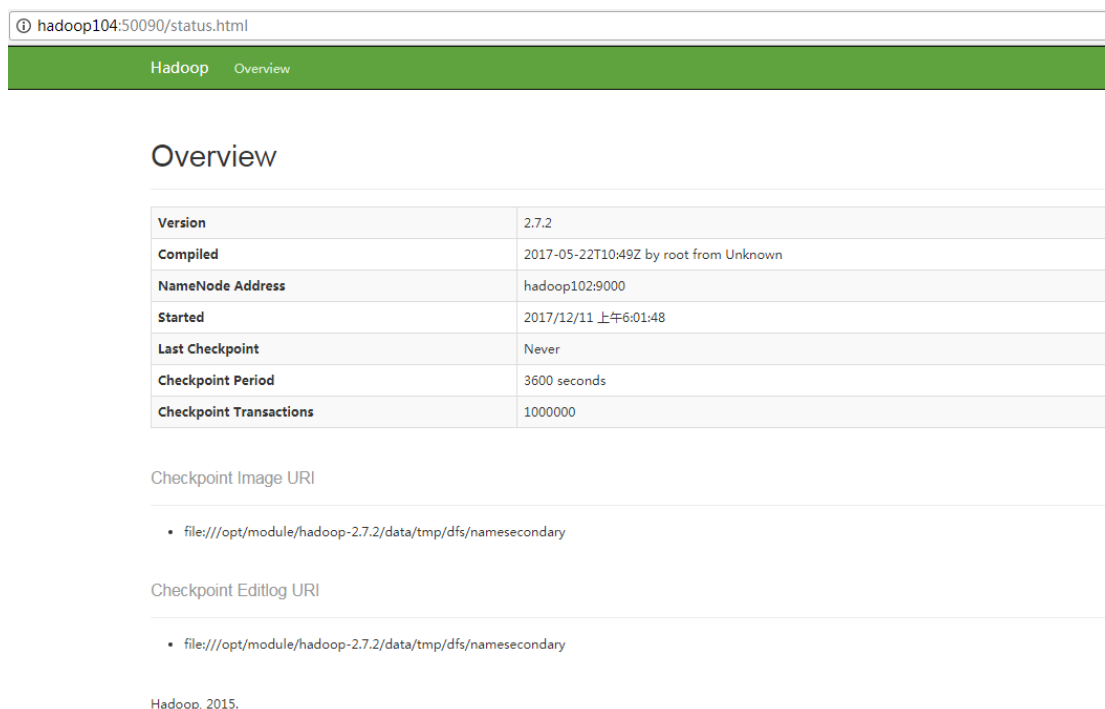 hadoop104:50090/status.html
Hadoop Overview
Overview
Version 2.7.2
Compiled 2017-05-22T10:49Z by root from Unknown
NameNode Address hadoop102:9000
Started 2017/12/11 上午6:01:48
Last Checkpoint Never
Checkpoint Period 3600 seconds
Checkpoint Transactions 1000000
Checkpoint Image URI
• file:///opt/module/hadoop-2.7.2/data/tmp/dfs/namesecondary
Checkpoint Editlog URI
• file:///opt/module/hadoop-2.7.2/data/tmp/dfs/namesecondary
Hadoop, 2015.